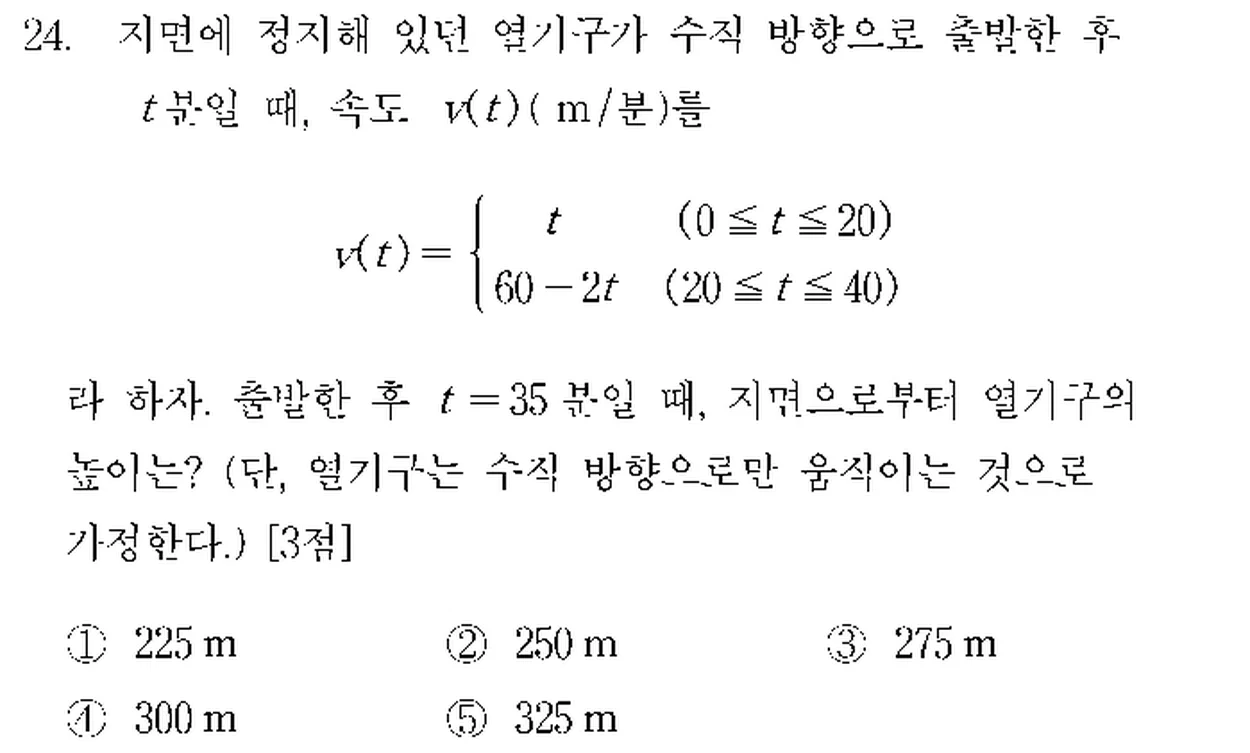 24. 지면에 정지해 있던 열기구가 수직 방향으로 출발한 후
t분일 때, 속도 v(t)( m/분)를
v(t) = { t (0 ≦ t ≦ 20)
60 − 2t (20 ≦ t ≦ 40)
라 하자. 출발한 후 t = 35 분일 때, 지면으로부터 열기구의
높이는? (단, 열기구는 수직 방향으로만 움직이는 것으로
가정한다.) [3점]
① 225 m ② 250 m ③ 275 m
④ 300 m ⑤ 325 m